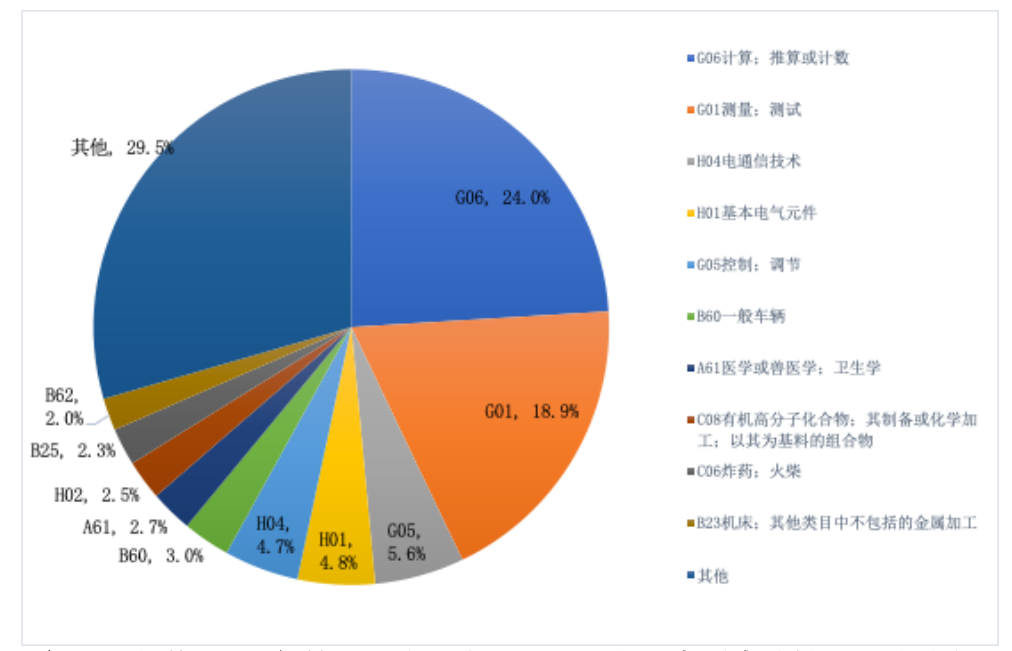 G06计算；推算或计数
G01测量；测试
H04电通信技术
H01基本电气元件
G05控制；调节
B60一般车辆
A61医学或兽医学；卫生学
C08有机高分子化合物；其制备或化学加
工；以其为基料的组合物
C06炸药；火柴
B23机床；其他类目中不包括的金属加工
其他
其他, 29.5%
G06, 24.0%
G01, 18.9%
G05,
5.6%
H01,
4.8%
H04,
4.7%
B60, 3.0%
A61, 2.7%
H02, 2.5%
B25, 2.3%
B62,
2.0%